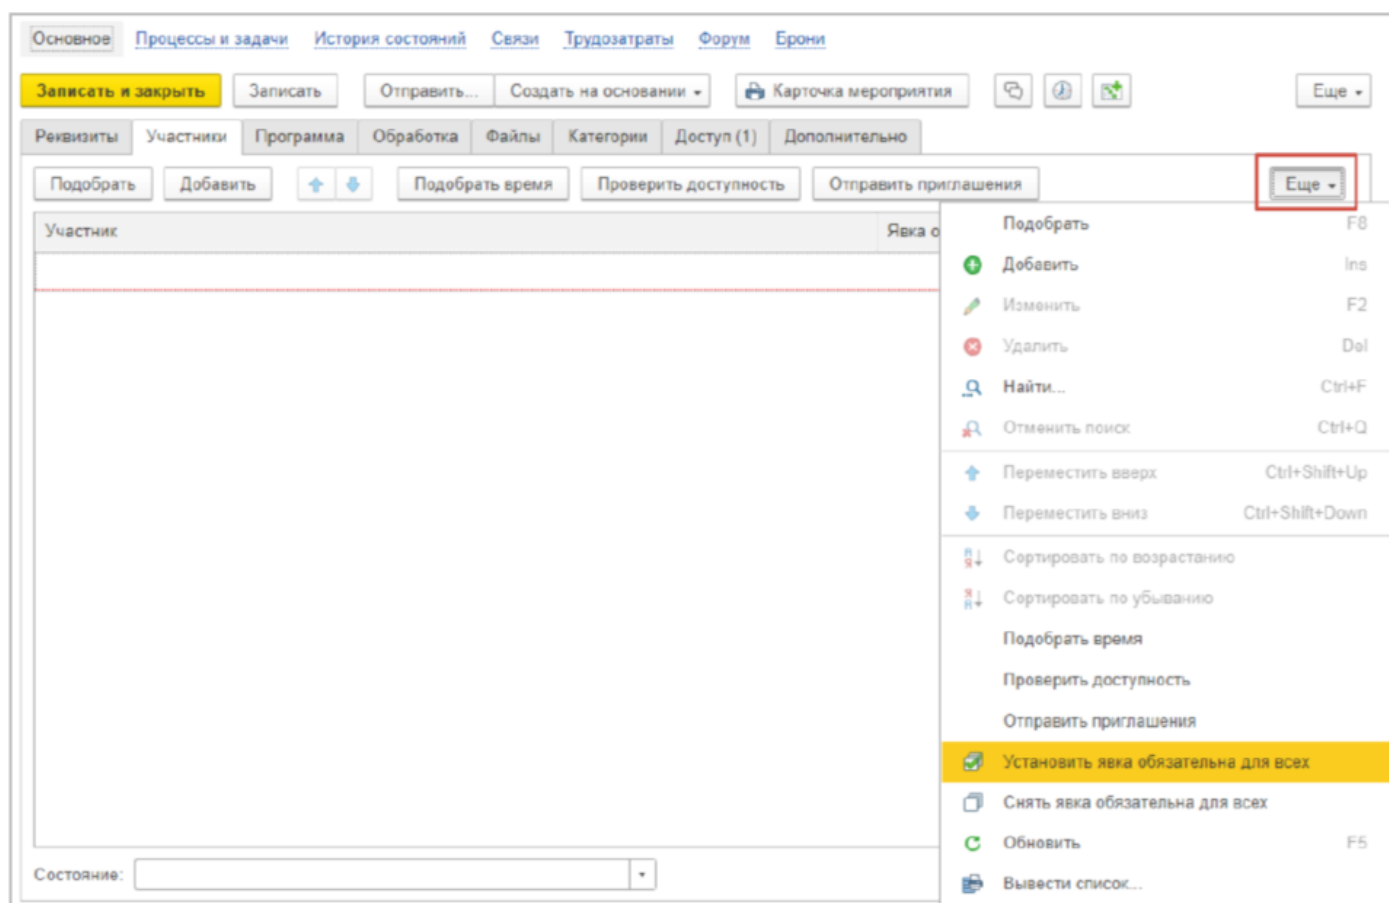 Основное Процессы и задачи История состояний Связи Трудозатраты Форум Брони
Записать и закрыть Записать Отправить... Создать на основании Карточка мероприятия Еще
Реквизиты Участники Программа Обработка Файлы Категории Доступ (1) Дополнительно
Подобрать Добавить Подобрать время Проверить доступность Отправить приглашения Еще
Участник Явка о
Подобрать F8
Добавить Ins
Изменить F2
Удалить Del
Найти... Ctrl+F
Отменить поиск Ctrl+Q
Переместить вверх Ctrl+Shift+Up
Переместить вниз Ctrl+Shift+Down
Сортировать по возрастанию
Сортировать по убыванию
Подобрать время
Проверить доступность
Отправить приглашения
Установить явка обязательна для всех
Снять явка обязательна для всех
Обновить F5
Состояние:
Вывести список...